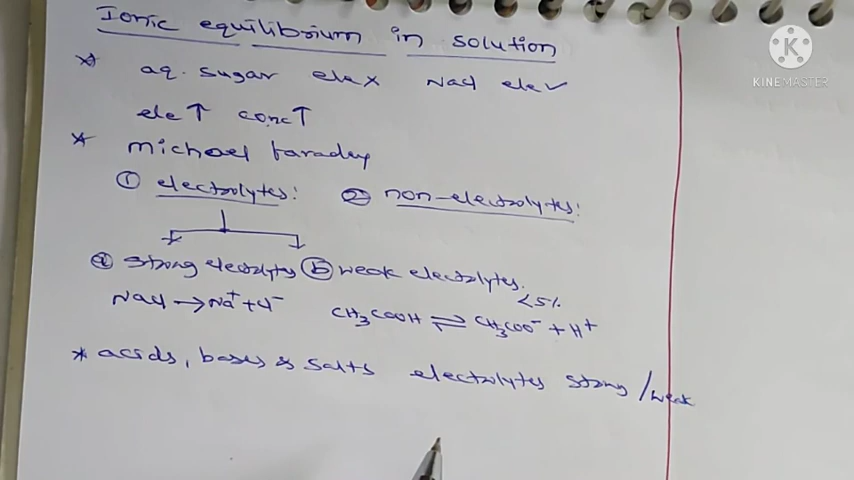 Ionic equilibrium in solution
* aq. sugar ele x NaCl ele ✓
ele ↑ conc ↑
* michael faraday
① electrolytes: ② non-electrolytes:
ⓐ strong electrolytes ⓑ weak electrolytes.
<5%
NaCl → Na⁺ + Cl⁻ CH₃COOH ⇌ CH₃COO⁻ + H⁺
* acids, bases & salts electrolytes strong / weak
K
KINEMASTER